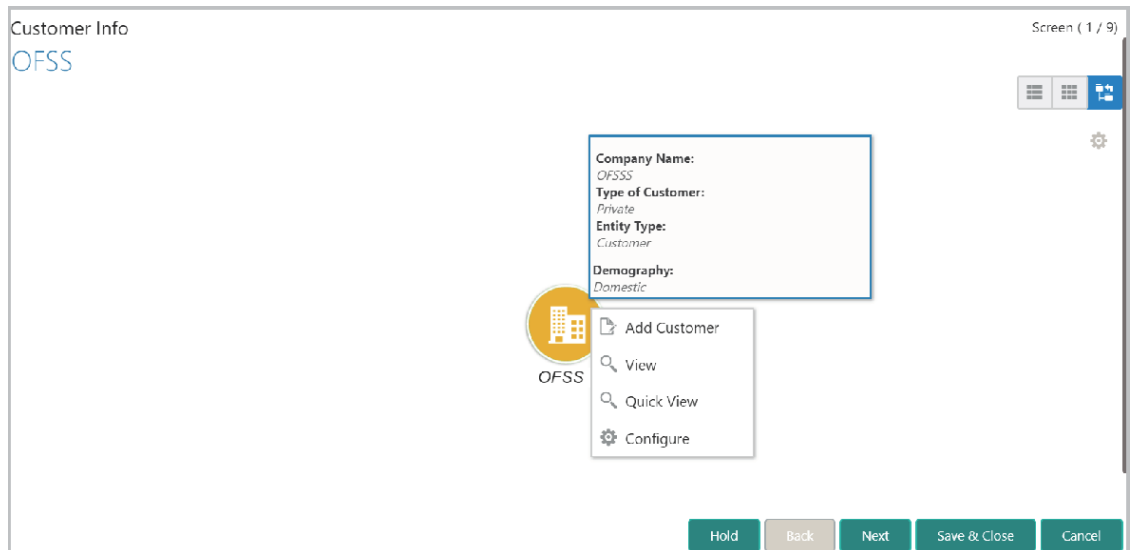 Customer Info
Screen ( 1 / 9)
OFSS
Company Name:
OFSSS
Type of Customer:
Private
Entity Type:
Customer
Demography:
Domestic
OFSS
Add Customer
View
Quick View
Configure
Hold
Back
Next
Save & Close
Cancel